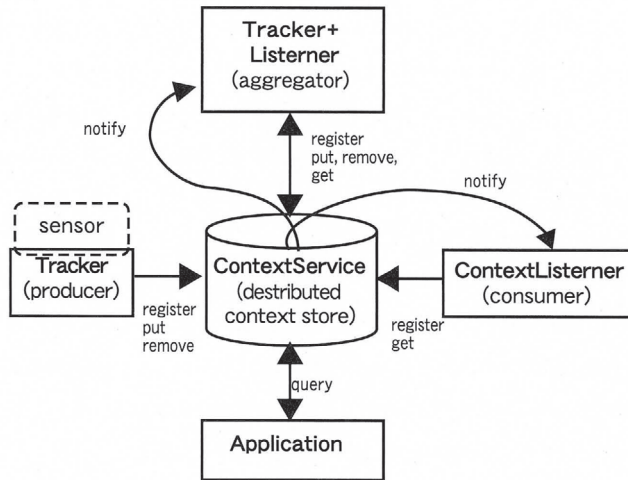 Tracker+
Listerner
(aggregator)
notify
register
put, remove,
get
notify
sensor
Tracker
(producer)
ContextService
(destributed
context store)
ContextListerner
(consumer)
register
put
remove
register
get
query
Application